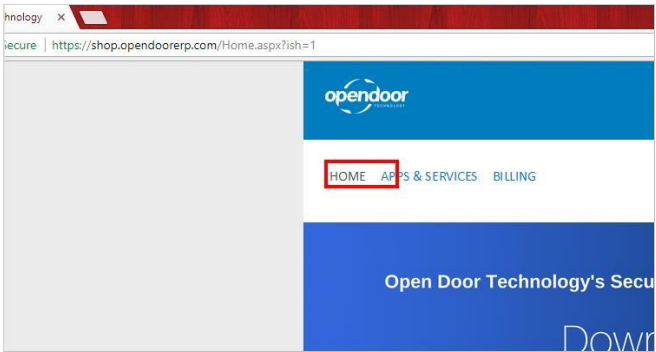 hnology ×
Secure | https://shop.opendoorerp.com/Home.aspx?ish=1
opendoor
TECHNOLOGY
HOME APPS & SERVICES BILLING
Open Door Technology's Secu
Down